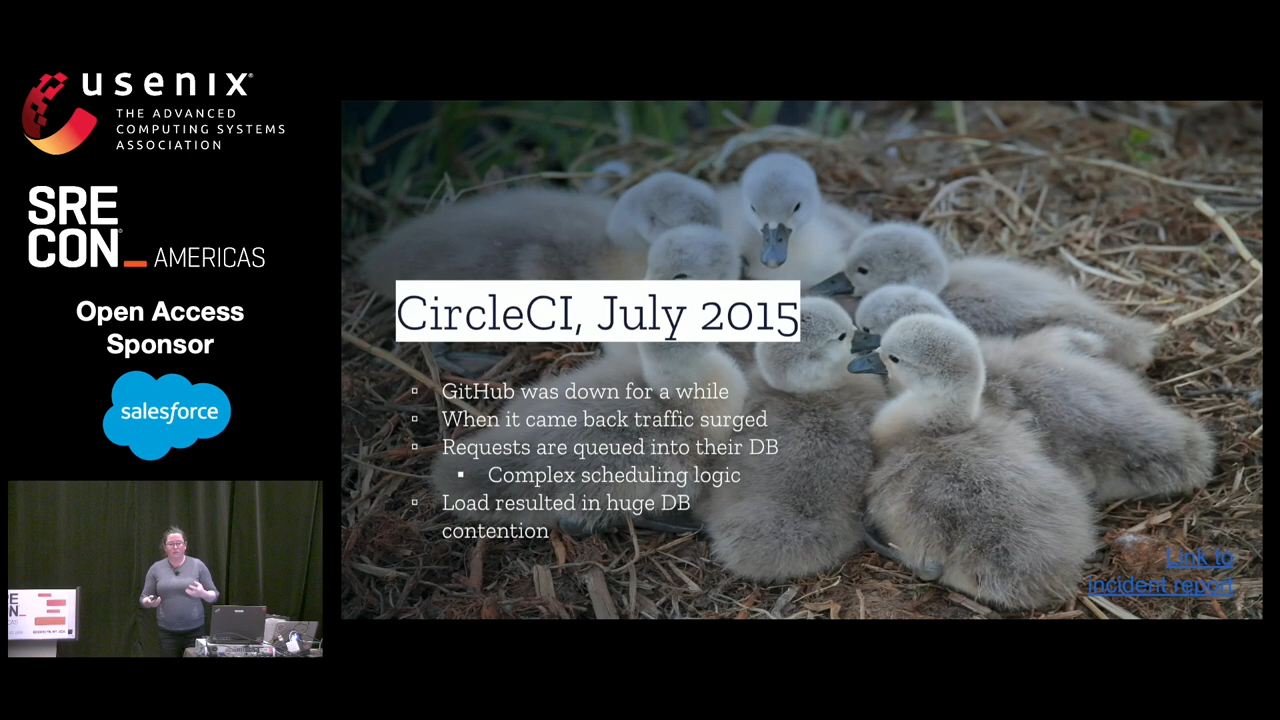 usenix
THE ADVANCED
COMPUTING SYSTEMS
ASSOCIATION
SRE
CON_ AMERICAS
Open Access
Sponsor
salesforce
CircleCI, July 2015
GitHub was down for a while
When it came back traffic surged
Requests are queued into their DB
Complex scheduling logic
Load resulted in huge DB
contention
Link to
incident report